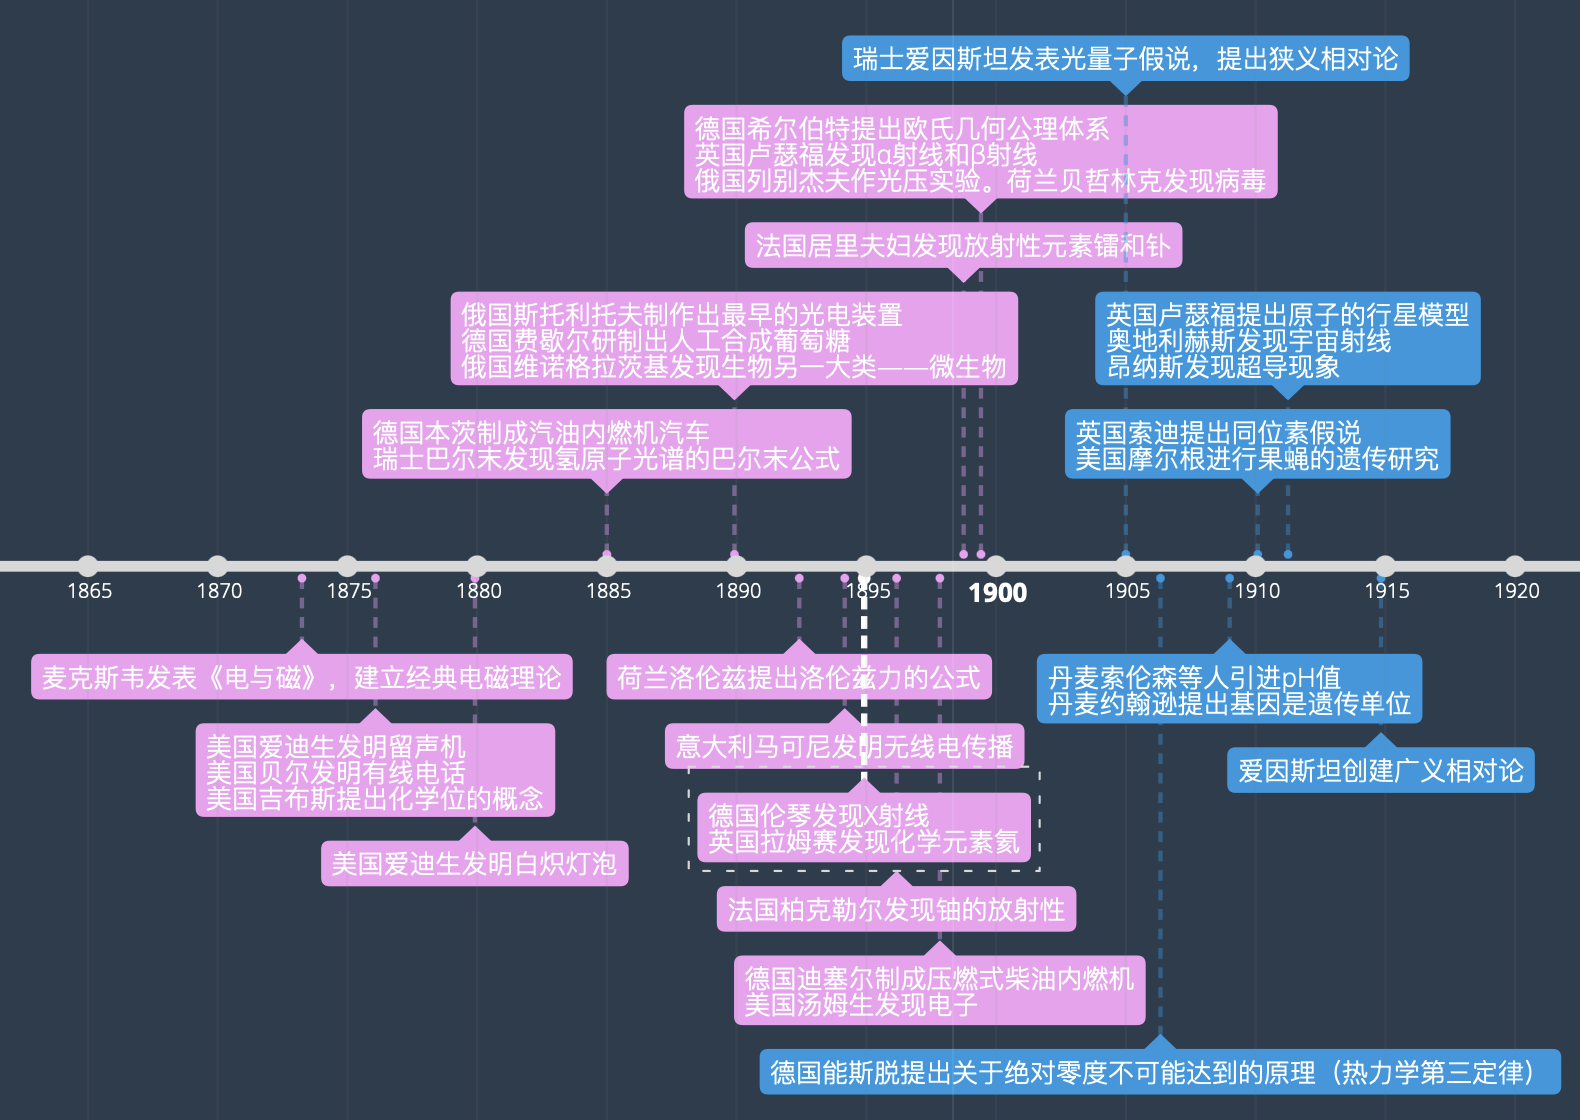 瑞士爱因斯坦发表光量子假说，提出狭义相对论
德国希尔伯特提出欧氏几何公理体系
英国卢瑟福发现α射线和β射线
俄国列别杰夫作光压实验。荷兰贝哲林克发现病毒
法国居里夫妇发现放射性元素镭和钋
俄国斯托利托夫制作出最早的光电装置
德国费歇尔研制出人工合成葡萄糖
俄国维诺格拉茨基发现生物另一大类——微生物
英国卢瑟福提出原子的行星模型
奥地利赫斯发现宇宙射线
昂纳斯发现超导现象
德国本茨制成汽油内燃机汽车
瑞士巴尔末发现氢原子光谱的巴尔末公式
英国索迪提出同位素假说
美国摩尔根进行果蝇的遗传研究
1865
1870
1875
1880
1885
1890
1895
1900
1905
1910
1915
1920
麦克斯韦发表《电与磁》，建立经典电磁理论
荷兰洛伦兹提出洛伦兹力的公式
丹麦索伦森等人引进pH值
丹麦约翰逊提出基因是遗传单位
美国爱迪生发明留声机
美国贝尔发明有线电话
美国吉布斯提出化学位的概念
意大利马可尼发明无线电传播
爱因斯坦创建广义相对论
德国伦琴发现X射线
英国拉姆赛发现化学元素氦
美国爱迪生发明白炽灯泡
法国柏克勒尔发现铀的放射性
德国迪塞尔制成压燃式柴油内燃机
美国汤姆生发现电子
德国能斯脱提出关于绝对零度不可能达到的原理（热力学第三定律）